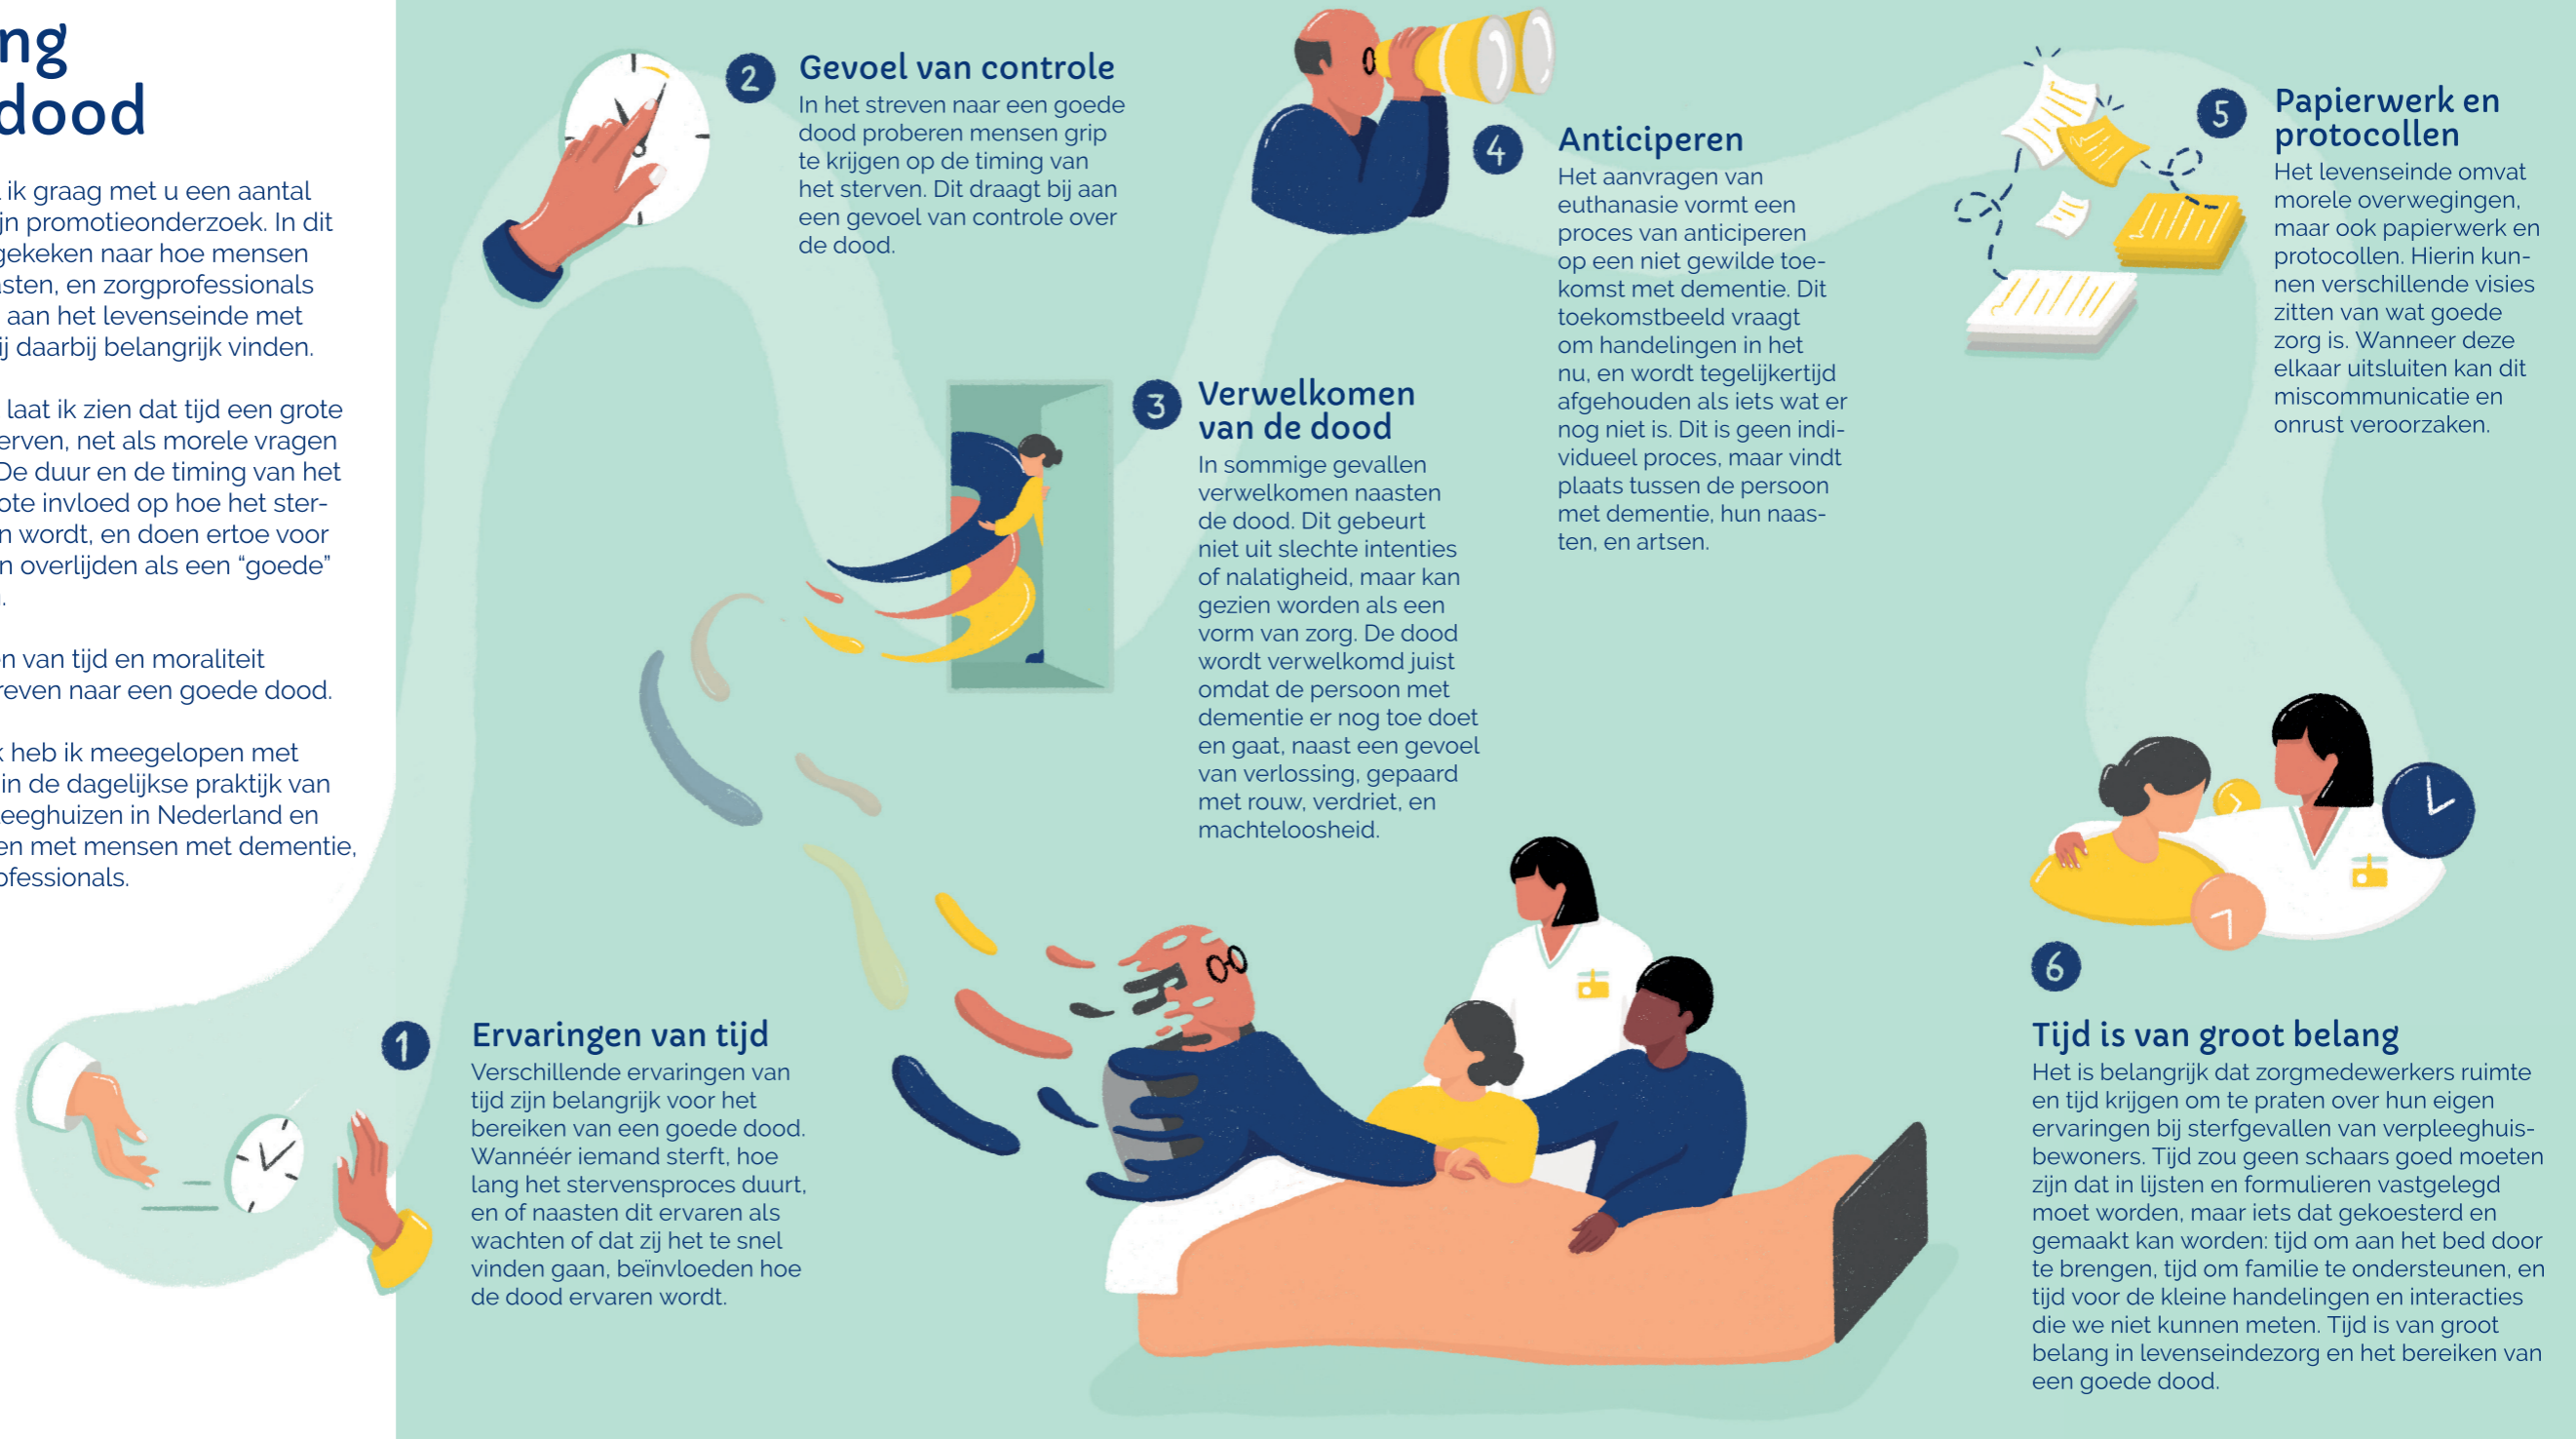 ng
dood
ik graag met u een aantal
jn promotieonderzoek. In dit
gekeken naar hoe mensen
asten, en zorgprofessionals
aan het levenseinde met
ij daarbij belangrijk vinden.
laat ik zien dat tijd een grote
erven, net als morele vragen
De duur en de timing van het
ote invloed op hoe het ster-
n wordt, en doen ertoe voor
n overlijden als een “goede”
n van tijd en moraliteit
reven naar een goede dood.
k heb ik meegelopen met
in de dagelijkse praktijk van
leeghuizen in Nederland en
en met mensen met dementie,
ofessionals.
1
Ervaringen van tijd
Verschillende ervaringen van
tijd zijn belangrijk voor het
bereiken van een goede dood.
Wannéér iemand sterft, hoe
lang het stervensproces duurt,
en of naasten dit ervaren als
wachten of dat zij het te snel
vinden gaan, beïnvloeden hoe
de dood ervaren wordt.
2
Gevoel van controle
In het streven naar een goede
dood proberen mensen grip
te krijgen op de timing van
het sterven. Dit draagt bij aan
een gevoel van controle over
de dood.
3
Verwelkomen
van de dood
In sommige gevallen
verwelkomen naasten
de dood. Dit gebeurt
niet uit slechte intenties
of nalatigheid, maar kan
gezien worden als een
vorm van zorg. De dood
wordt verwelkomd juist
omdat de persoon met
dementie er nog toe doet
en gaat, naast een gevoel
van verlossing, gepaard
met rouw, verdriet, en
machteloosheid.
4
Anticiperen
Het aanvragen van
euthanasie vormt een
proces van anticiperen
op een niet gewilde toe-
komst met dementie. Dit
toekomstbeeld vraagt
om handelingen in het
nu, en wordt tegelijkertijd
afgehouden als iets wat er
nog niet is. Dit is geen indi-
vidueel proces, maar vindt
plaats tussen de persoon
met dementie, hun naas-
ten, en artsen.
5
Papierwerk en
protocollen
Het levenseinde omvat
morele overwegingen,
maar ook papierwerk en
protocollen. Hierin kun-
nen verschillende visies
zitten van wat goede
zorg is. Wanneer deze
elkaar uitsluiten kan dit
miscommunicatie en
onrust veroorzaken.
6
Tijd is van groot belang
Het is belangrijk dat zorgmedewerkers ruimte
en tijd krijgen om te praten over hun eigen
ervaringen bij sterfgevallen van verpleeghuis-
bewoners. Tijd zou geen schaars goed moeten
zijn dat in lijsten en formulieren vastgelegd
moet worden, maar iets dat gekoesterd en
gemaakt kan worden: tijd om aan het bed door
te brengen, tijd om familie te ondersteunen, en
tijd voor de kleine handelingen en interacties
die we niet kunnen meten. Tijd is van groot
belang in levenseindezorg en het bereiken van
een goede dood.